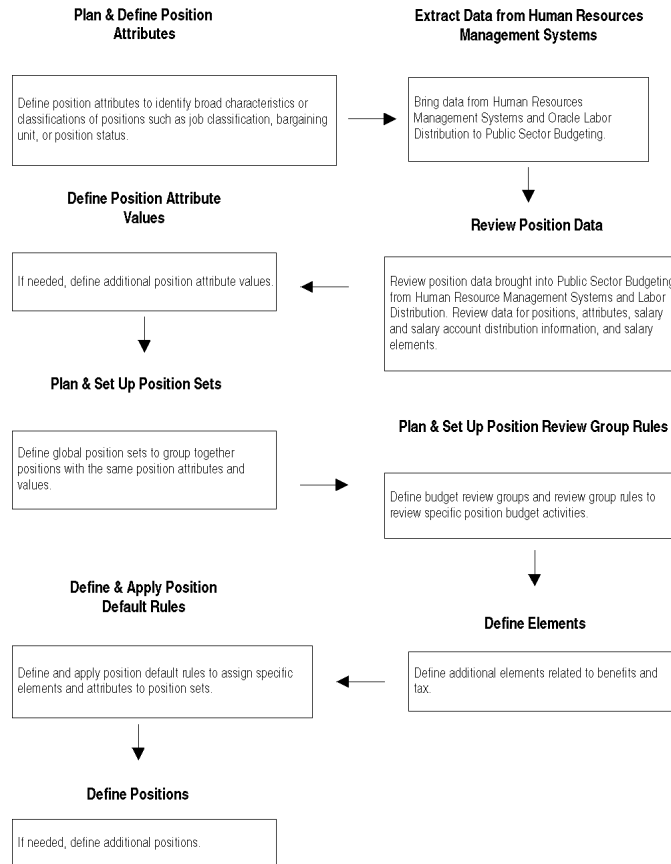 Plan & Define Position
Attributes
Extract Data from Human Resources
Management Systems
Define position attributes to identify broad characteristics or
classifications of positions such as job classification, bargaining
unit, or position status.
Bring data from Human Resources
Management Systems and Oracle Labor
Distribution to Public Sector Budgeting.
Define Position Attribute
Values
Review Position Data
If needed, define additional position attribute values.
Review position data brought into Public Sector Budgeting
from Human Resource Management Systems and Labor
Distribution. Review data for positions, attributes, salary
and salary account distribution information, and salary
elements.
Plan & Set Up Position Sets
Plan & Set Up Position Review Group Rules
Define global position sets to group together
positions with the same position attributes and
values.
Define budget review groups and review group rules to
review specific position budget activities.
Define & Apply Position
Default Rules
Define Elements
Define and apply position default rules to assign specific
elements and attributes to position sets.
Define additional elements related to benefits and
tax.
Define Positions
If needed, define additional positions.